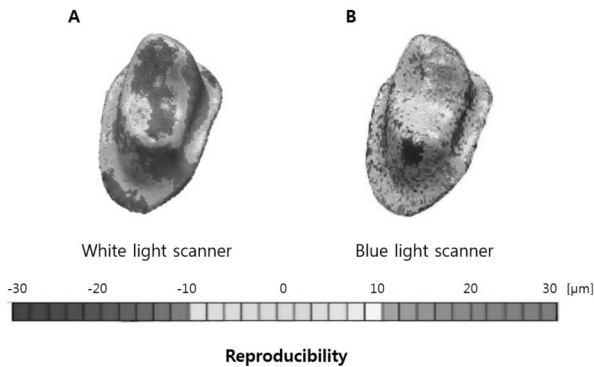 A
B
White light scanner
Blue light scanner
-30 -20 -10 0 10 20 30 [µm]
Reproducibility